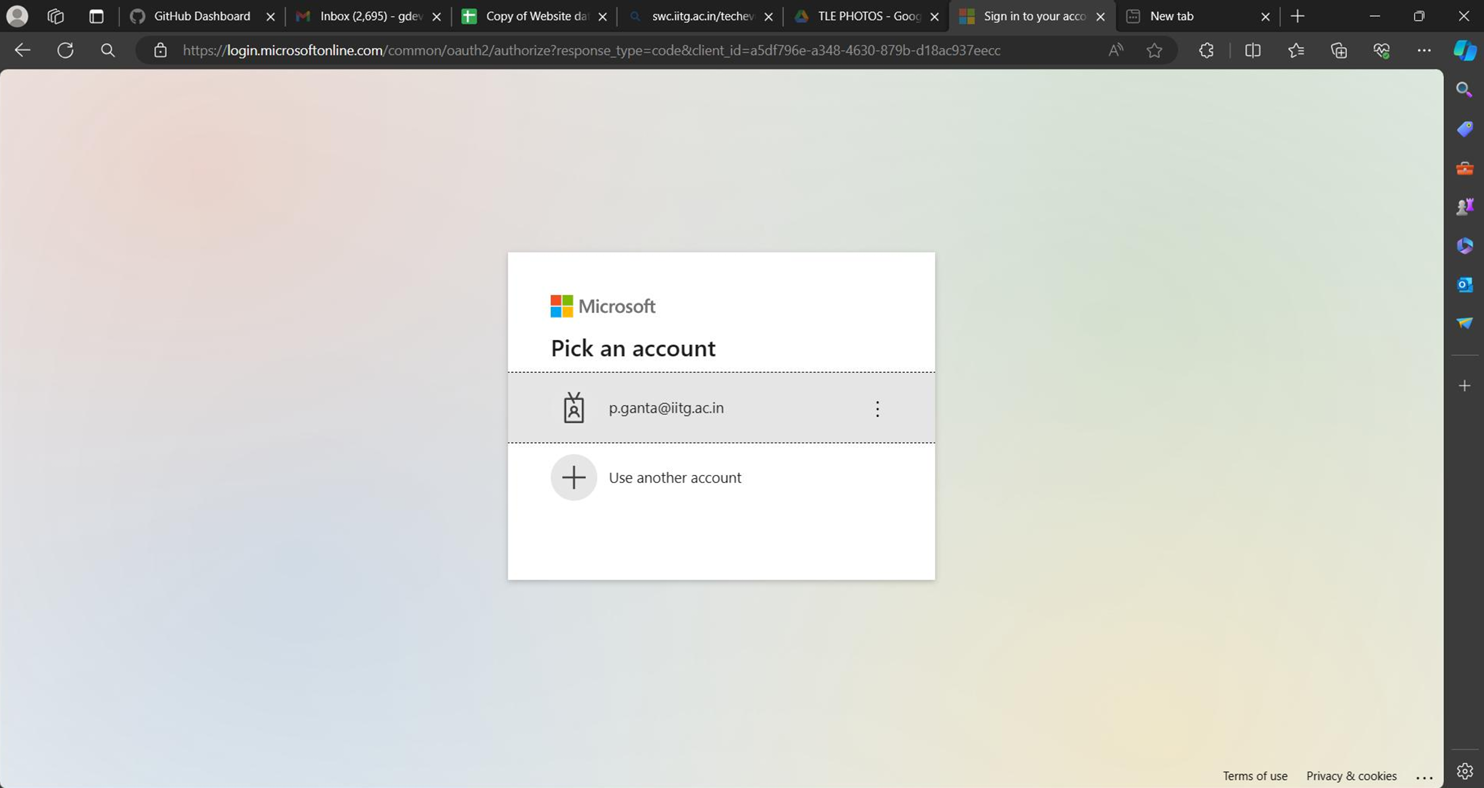 GitHub Dashboard
Inbox (2,695) - gdev
Copy of Website da
swc.iitg.ac.in/techev
TLE PHOTOS - Goog
Sign in to your acco
New tab
https://login.microsoftonline.com/common/oauth2/authorize?response_type=code&client_id=a5df796e-a348-4630-879b-d18ac937eecc
Microsoft
Pick an account
p.ganta@iitg.ac.in
Use another account
Terms of use
Privacy & cookies